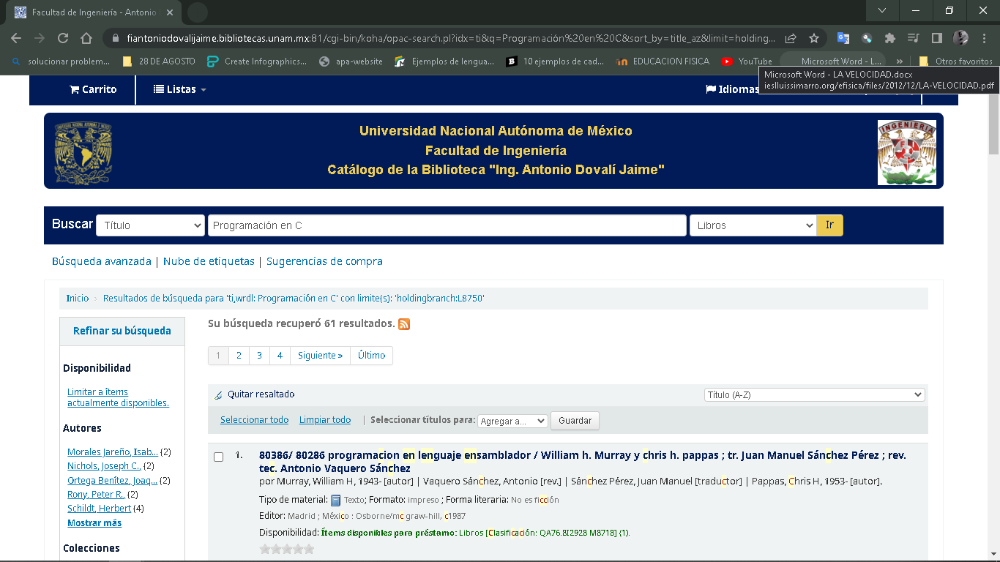 Facultad de Ingeniería - Antonio
fiantoniodovalijaime.bibliotecas.unam.mx:81/cgi-bin/koha/opac-search.pl?idx=ti&q=Programación%20en%20C&sort_by=title_az&limit=holding...
solucionar problem...
28 DE AGOSTO
Create Infographics...
apa-website
Ejemplos de lengua...
10 ejemplos de cad...
EDUCACION FISICA
YouTube
Microsoft Word - L...
»
Otros favoritos
Microsoft Word - LA VELOCIDAD.docx
ieslluissimarro.org/efisica/files/2012/12/LA-VELOCIDAD.pdf
Carrito
Listas
Idiomas
Universidad Nacional Autónoma de México
Facultad de Ingeniería
Catálogo de la Biblioteca "Ing. Antonio Dovalí Jaime"
INGENIERIA
Buscar Título Programación en C Libros Ir
Búsqueda avanzada | Nube de etiquetas | Sugerencias de compra
Inicio › Resultados de búsqueda para 'ti,wrdl: Programación en C' con limite(s): 'holdingbranch:L8750'
Refinar su búsqueda
Disponibilidad
Limitar a ítems
actualmente disponibles.
Autores
Morales Jareño, Isab... (2)
Nichols, Joseph C., (2)
Ortega Benítez, Joaq... (2)
Rony, Peter R., (2)
Schildt, Herbert (4)
Mostrar más
Colecciones
Su búsqueda recuperó 61 resultados.
1 2 3 4 Siguiente » Último
Quitar resaltado
Título (A-Z)
Seleccionar todo Limpiar todo | Seleccionar títulos para: Agregar a... Guardar
1. 80386/ 80286 programacion en lenguaje ensamblador / William h. Murray y chris h. pappas ; tr. Juan Manuel Sánchez Pérez ; rev.
tec. Antonio Vaquero Sánchez
por Murray, William H, 1943- [autor] | Vaquero Sánchez, Antonio [rev.] | Sánchez Pérez, Juan Manuel [traductor] | Pappas, Chris H, 1953- [autor].
Tipo de material: Texto; Formato: impreso ; Forma literaria: No es ficción
Editor: Madrid ; México : Osborne/mc graw-hill, c1987
Disponibilidad: Ítems disponibles para préstamo: Libros [Clasificación: QA76.8I2928 M8718] (1).